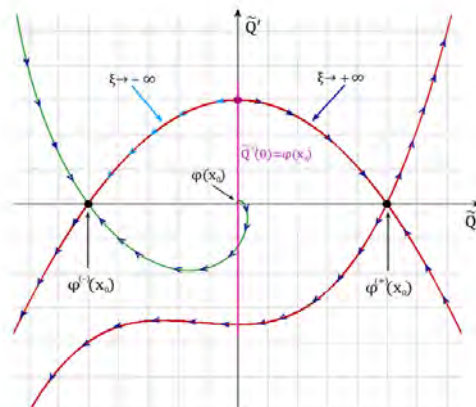 Q̃′
ξ→ − ∞
ξ→ +∞
Q̃′(0)=φ(x₀)
φ(x₀)
Q̃
φ⁽⁻⁾(x₀)
φ⁽⁺⁾(x₀)